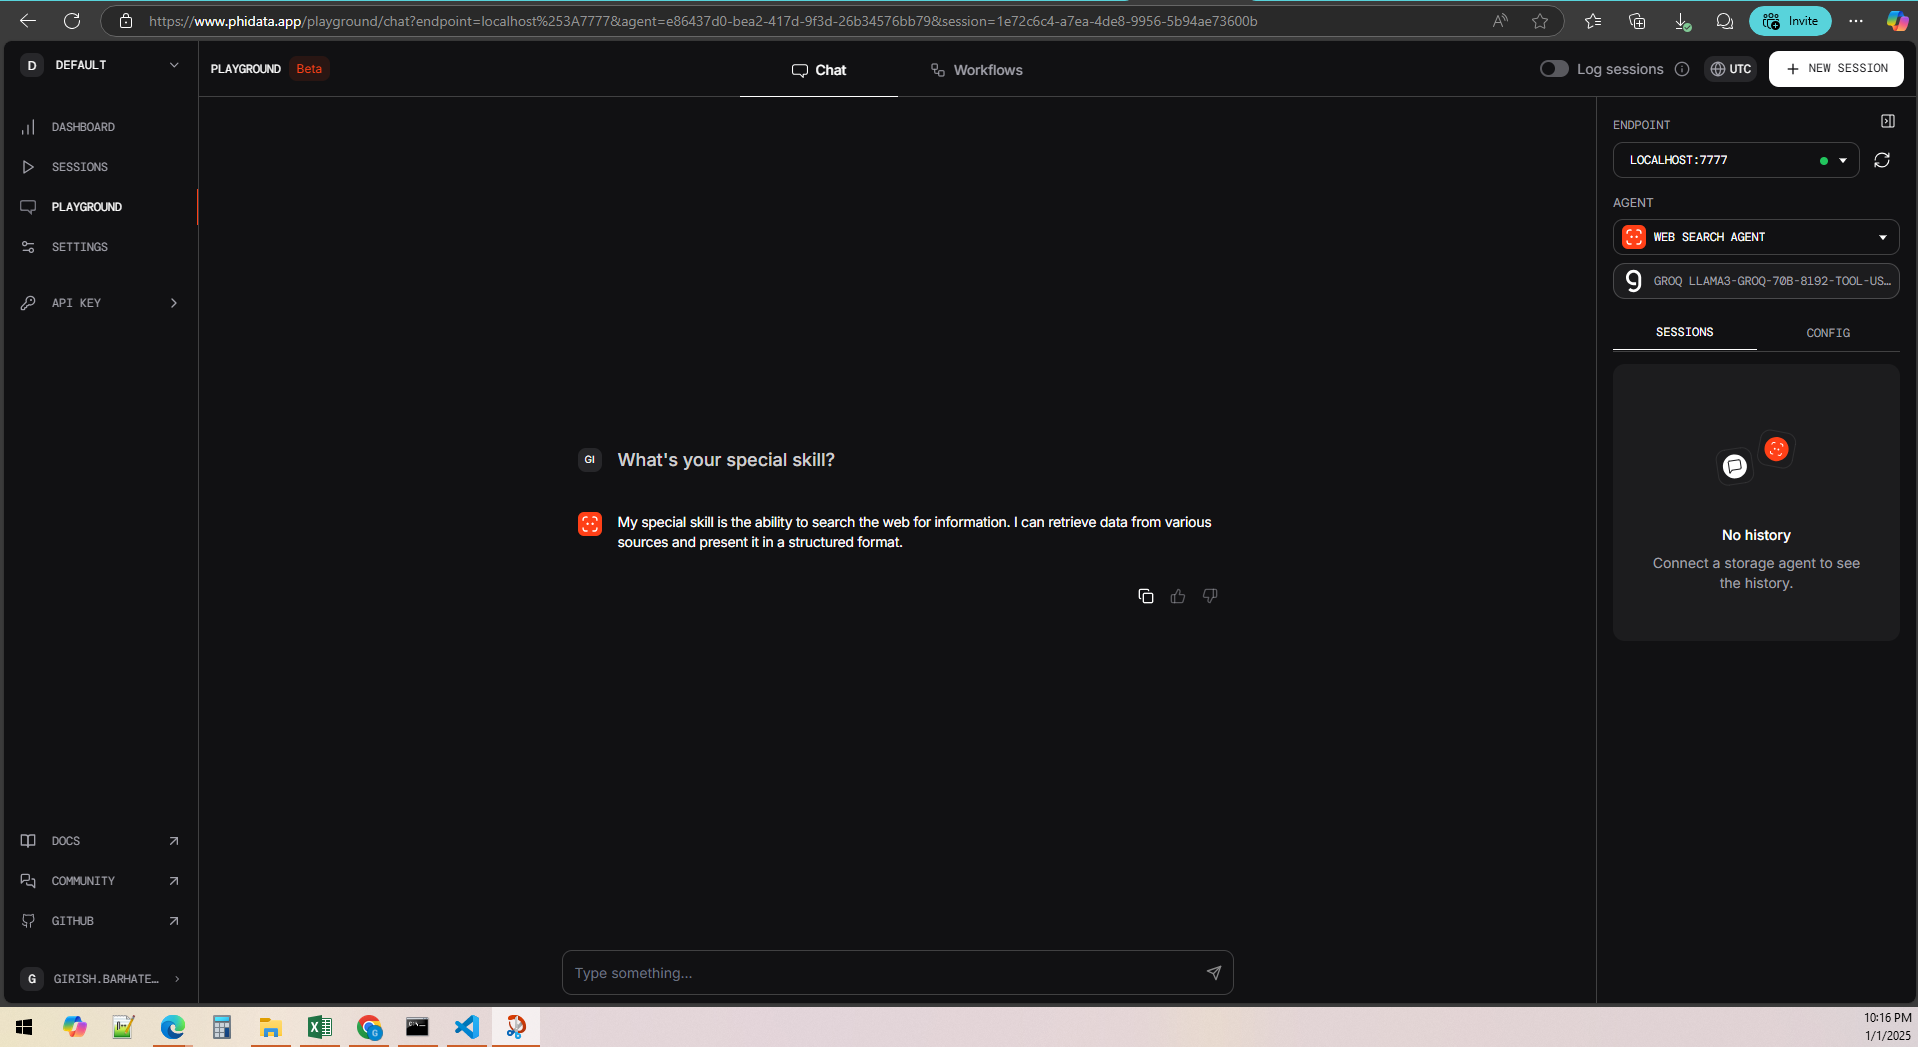 https://www.phidata.app/playground/chat?endpoint=localhost%253A7777&agent=e86437d0-bea2-417d-9f3d-26b34576bb79&session=1e72c6c4-a7ea-4de8-9956-5b94ae73600b
Invite
D DEFAULT
PLAYGROUND Beta
Chat
Workflows
Log sessions
UTC
+ NEW SESSION
DASHBOARD
SESSIONS
PLAYGROUND
SETTINGS
API KEY
ENDPOINT
LOCALHOST:7777
AGENT
WEB SEARCH AGENT
GROQ LLAMA3-GROQ-70B-8192-TOOL-US...
SESSIONS
CONFIG
No history
Connect a storage agent to see
the history.
GI What's your special skill?
My special skill is the ability to search the web for information. I can retrieve data from various
sources and present it in a structured format.
Type something...
DOCS
COMMUNITY
GITHUB
G GIRISH.BARHATE...
10:16 PM
1/1/2025